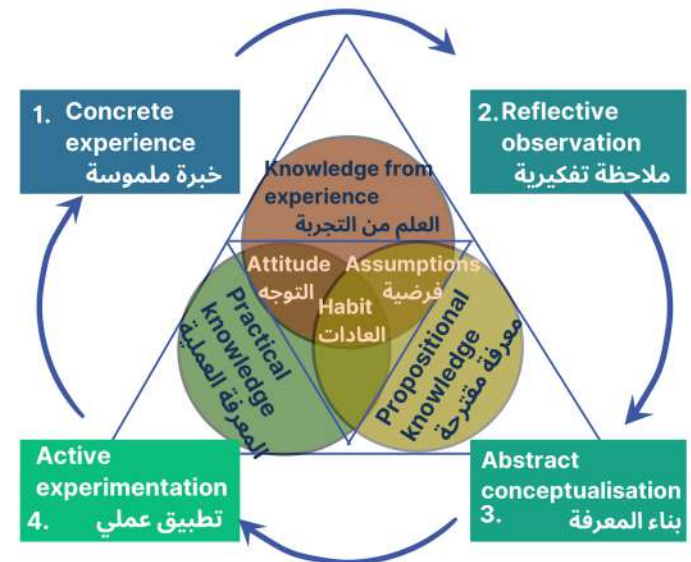 1. Concrete
experience
خبرة ملموسة
2. Reflective
observation
ملاحظة تفكيرية
Knowledge from
experience
العلم من التجربة
Attitude
التوجه
Assumptions
فرضية
Habit
العادات
Practical
knowledge
المعرفة العملية
Propositional
knowledge
معرفة مقترحة
Active
experimentation
4. تطبيق عملي
Abstract
conceptualisation
3. بناء المعرفة